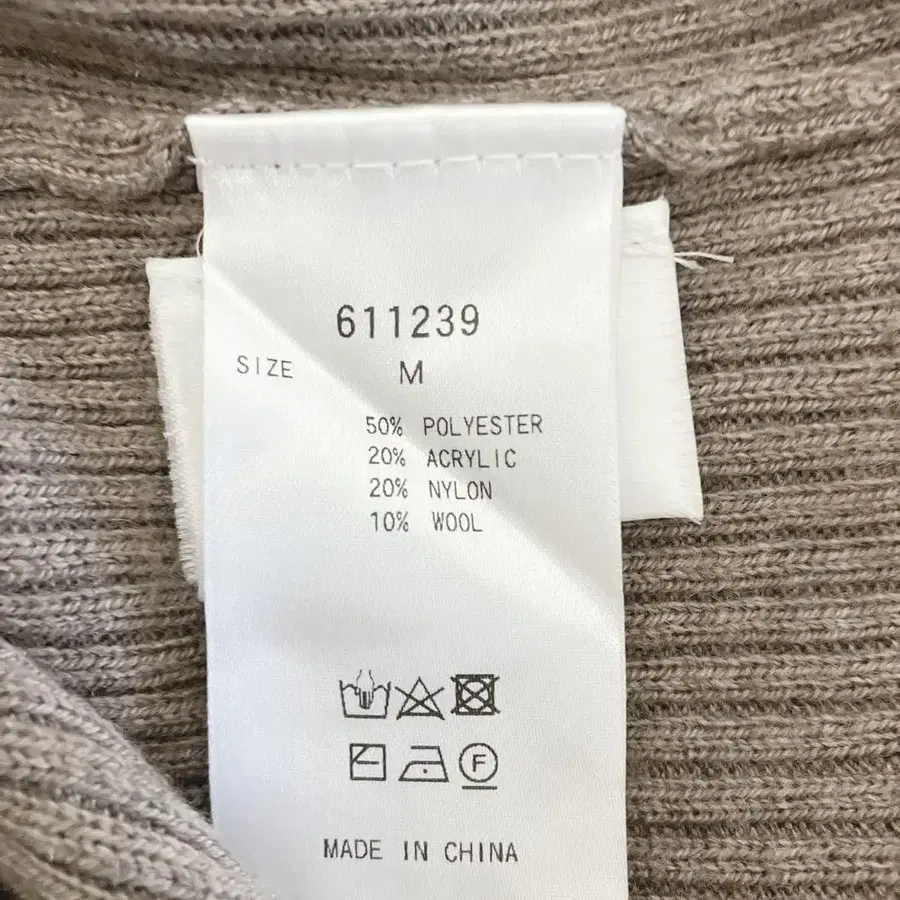 611239
SIZE M
50% POLYESTER
20% ACRYLIC
20% NYLON
10% WOOL
F
MADE IN CHINA